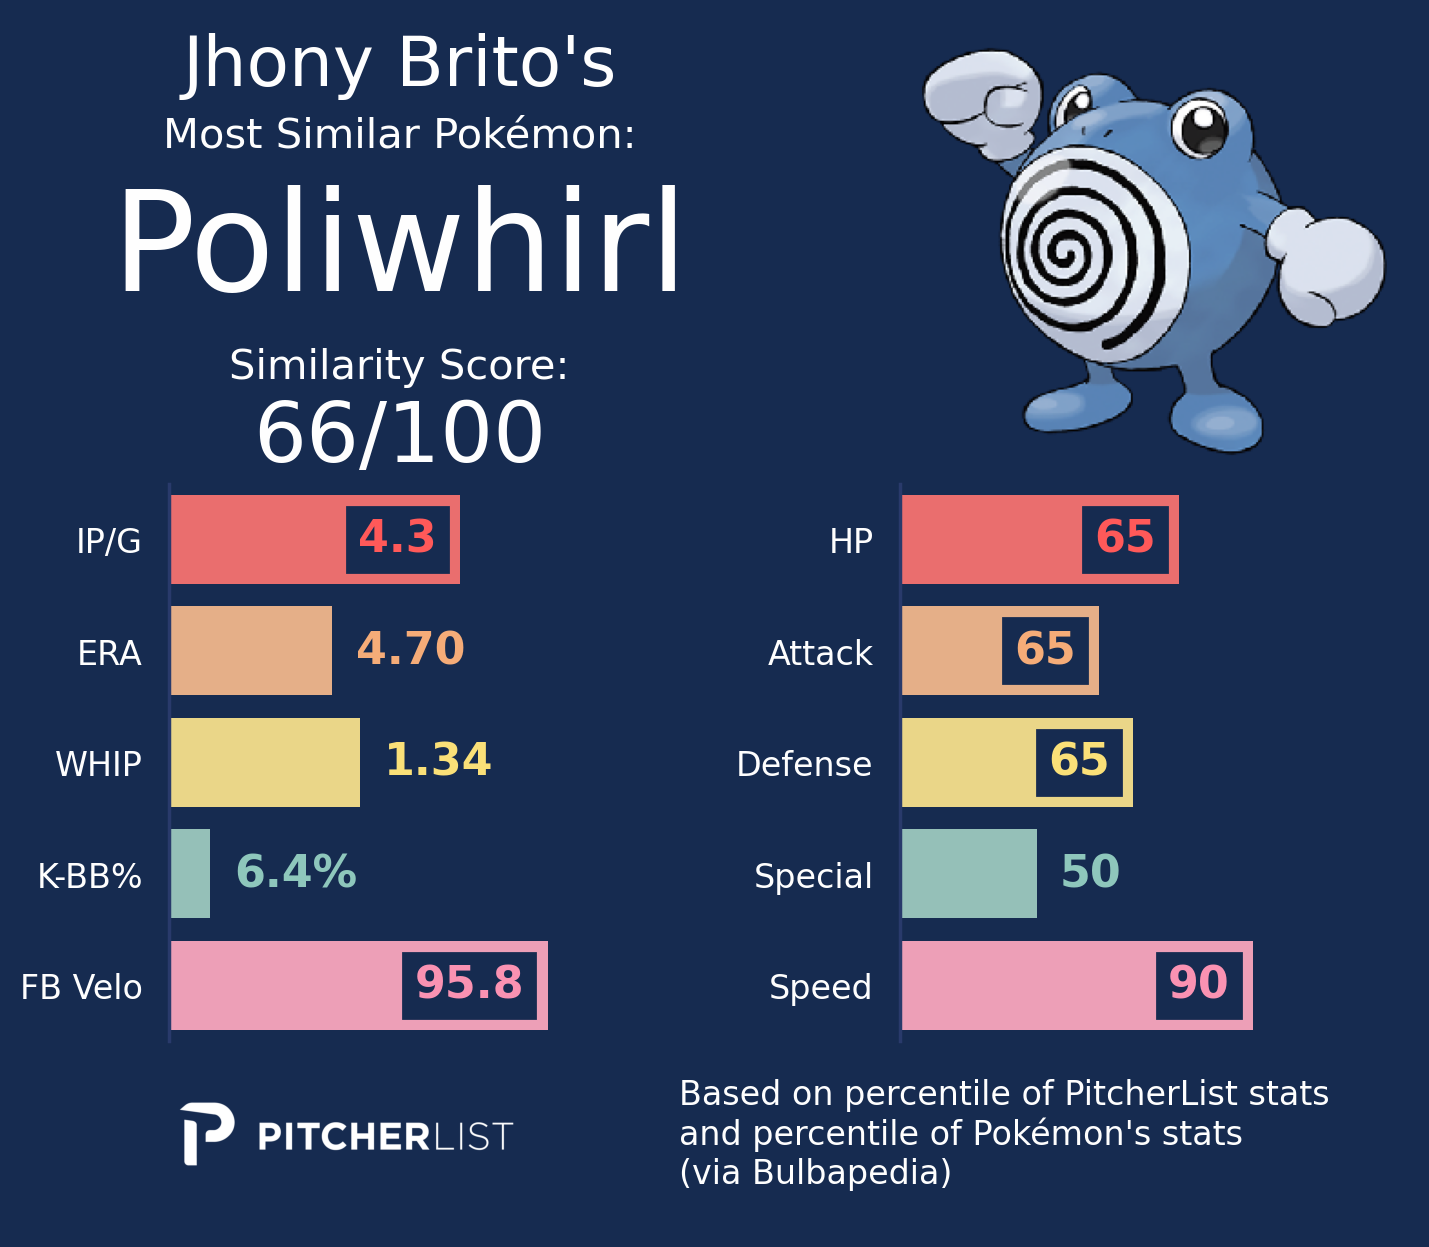 Jhony Brito's
Most Similar Pokémon:
Poliwhirl
Similarity Score:
66/100
IP/G 4.3
ERA 4.70
WHIP 1.34
K-BB% 6.4%
FB Velo 95.8
HP 65
Attack 65
Defense 65
Special 50
Speed 90
PITCHERLIST
Based on percentile of PitcherList stats
and percentile of Pokémon's stats
(via Bulbapedia)